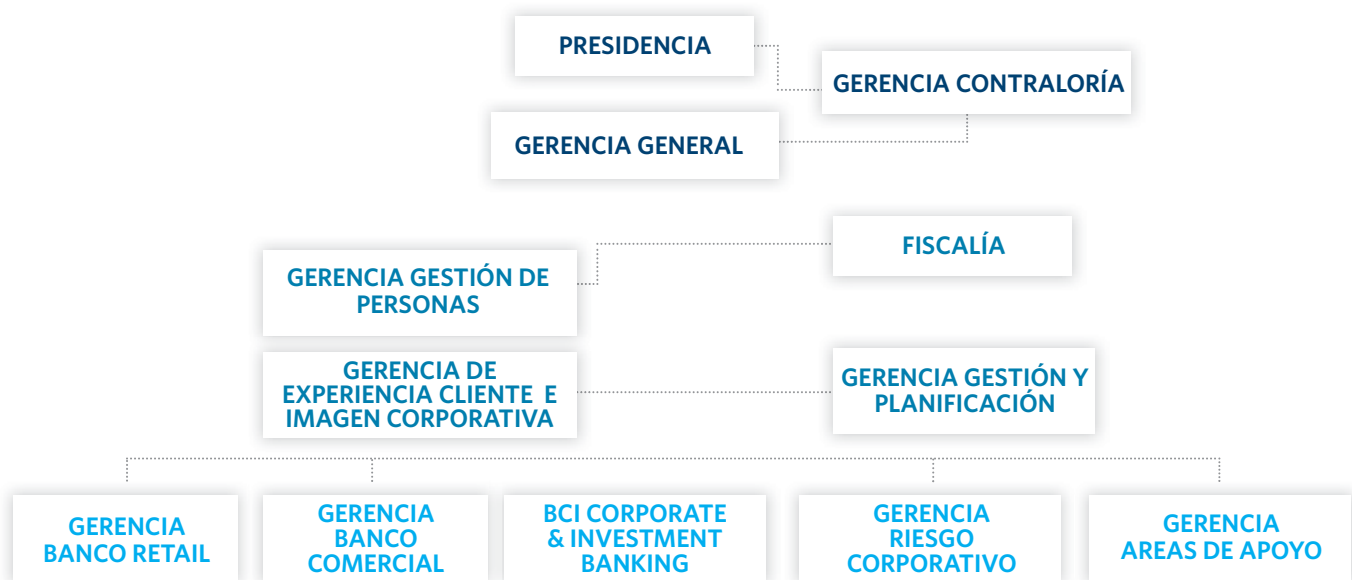 PRESIDENCIA
GERENCIA CONTRALORÍA
GERENCIA GENERAL
FISCALÍA
GERENCIA GESTIÓN DE
PERSONAS
GERENCIA DE
EXPERIENCIA CLIENTE E
IMAGEN CORPORATIVA
GERENCIA GESTIÓN Y
PLANIFICACIÓN
GERENCIA
BANCO RETAIL
GERENCIA
BANCO
COMERCIAL
BCI CORPORATE
& INVESTMENT
BANKING
GERENCIA
RIESGO
CORPORATIVO
GERENCIA
AREAS DE APOYO